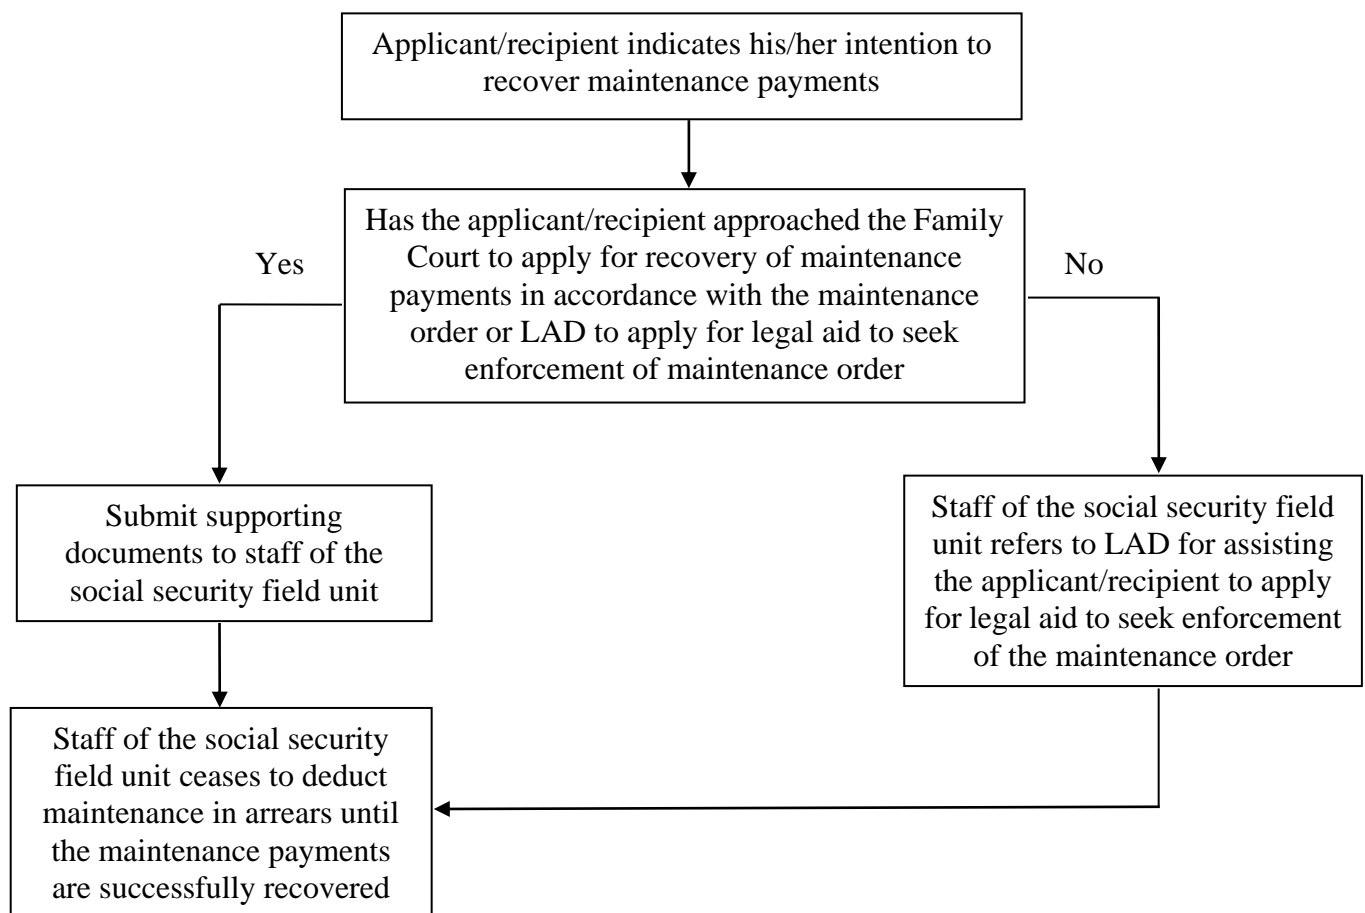 Applicant/recipient indicates his/her intention to
recover maintenance payments
Has the applicant/recipient approached the Family
Court to apply for recovery of maintenance
payments in accordance with the maintenance
order or LAD to apply for legal aid to seek
enforcement of maintenance order
Yes
No
Submit supporting
documents to staff of the
social security field unit
Staff of the social security field
unit refers to LAD for assisting
the applicant/recipient to apply
for legal aid to seek enforcement
of the maintenance order
Staff of the social security
field unit ceases to deduct
maintenance in arrears until
the maintenance payments
are successfully recovered